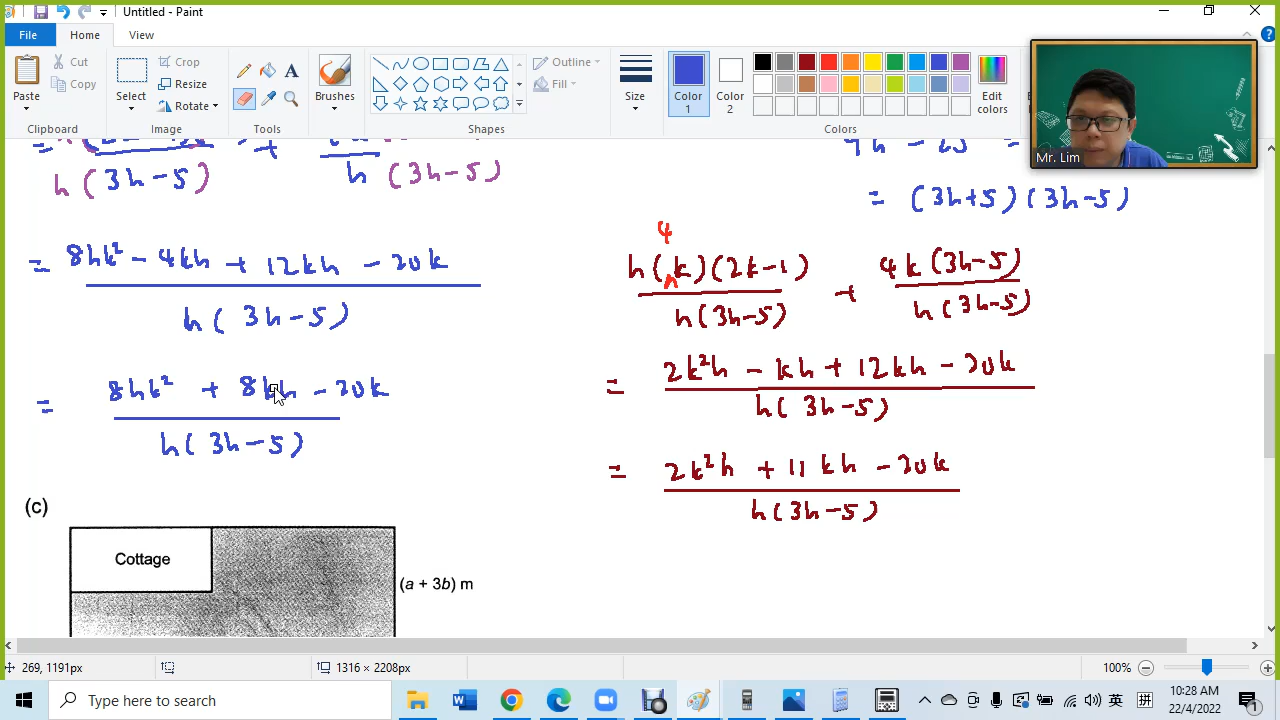 Untitled - Paint
File Home View
Paste
Cut
Copy
Clipboard
Select
Crop
Resize
Rotate
Image
A
Tools
Brushes
Outline
Fill
Shapes
Size
Color 1
Color 2
Edit colors
Colors
Mr. Lim
h(3h-5) + h(3h-5)
= (3h+5)(3h-5)
= 8hk² - 4kh + 12kh - 20k
h(3h-5)
= 8hk² + 8kh - 20k
h(3h-5)
4
h(k)(2k-1) + 4k(3h-5)
h(3h-5) h(3h-5)
= 2k²h - kh + 12kh - 20k
h(3h-5)
= 2k²h + 11kh - 20k
h(3h-5)
(c)
Cottage
(a + 3b) m
269, 1191px
1316 × 2208px
100%
Type here to search
英
拼
10:28 AM
22/4/2022
1